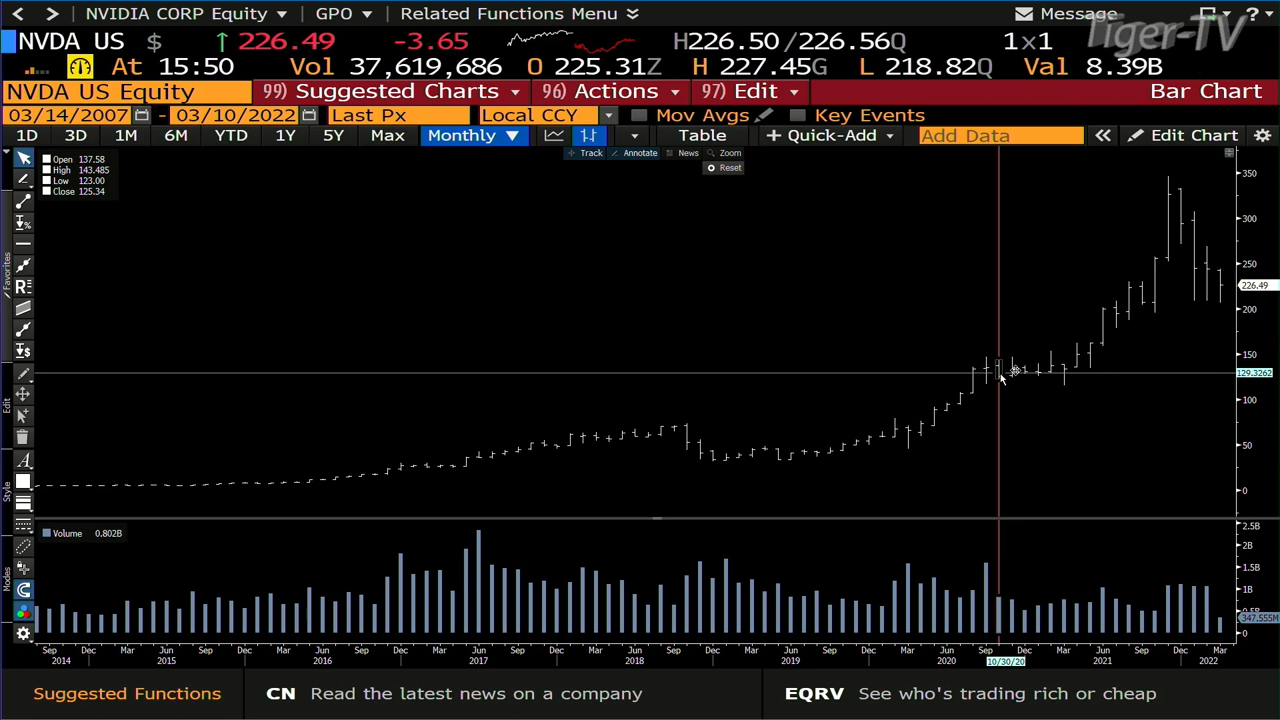 NVIDIA CORP Equity GPO Related Functions Menu Message ?
Tiger-TV
NVDA US $ ↑ 226.49 -3.65 H226.50 /226.56Q 1x1
At 15:50 Vol 37,619,686 O 225.31Z H 227.45G L 218.82Q Val 8.39B
NVDA US Equity 99) Suggested Charts 96) Actions 97) Edit Bar Chart
03/14/2007 - 03/10/2022 Last Px Local CCY Mov Avgs Key Events
1D 3D 1M 6M YTD 1Y 5Y Max Monthly ▼ Table + Quick-Add Add Data « Edit Chart
Track Annotate News Zoom
Reset
Open 137.58
High 143.485
Low 123.00
Close 125.34
350
300
250
226.49
200
150
129.3262
100
50
0
Favorites
Edit
Style
Modes
Volume 0.802B
2.5B
2B
1.5B
1B
0.5B
347.555M
0
Sep Dec Mar Jun Sep Dec Mar Jun Sep Dec Mar Jun Sep Dec Mar Jun Sep Dec Mar Jun Sep Dec Mar Jun Sep Dec Mar Jun Sep Dec Mar
2014 2015 2016 2017 2018 2019 2020 10/30/20 2021 2022
Suggested Functions CN Read the latest news on a company EQRV See who's trading rich or cheap